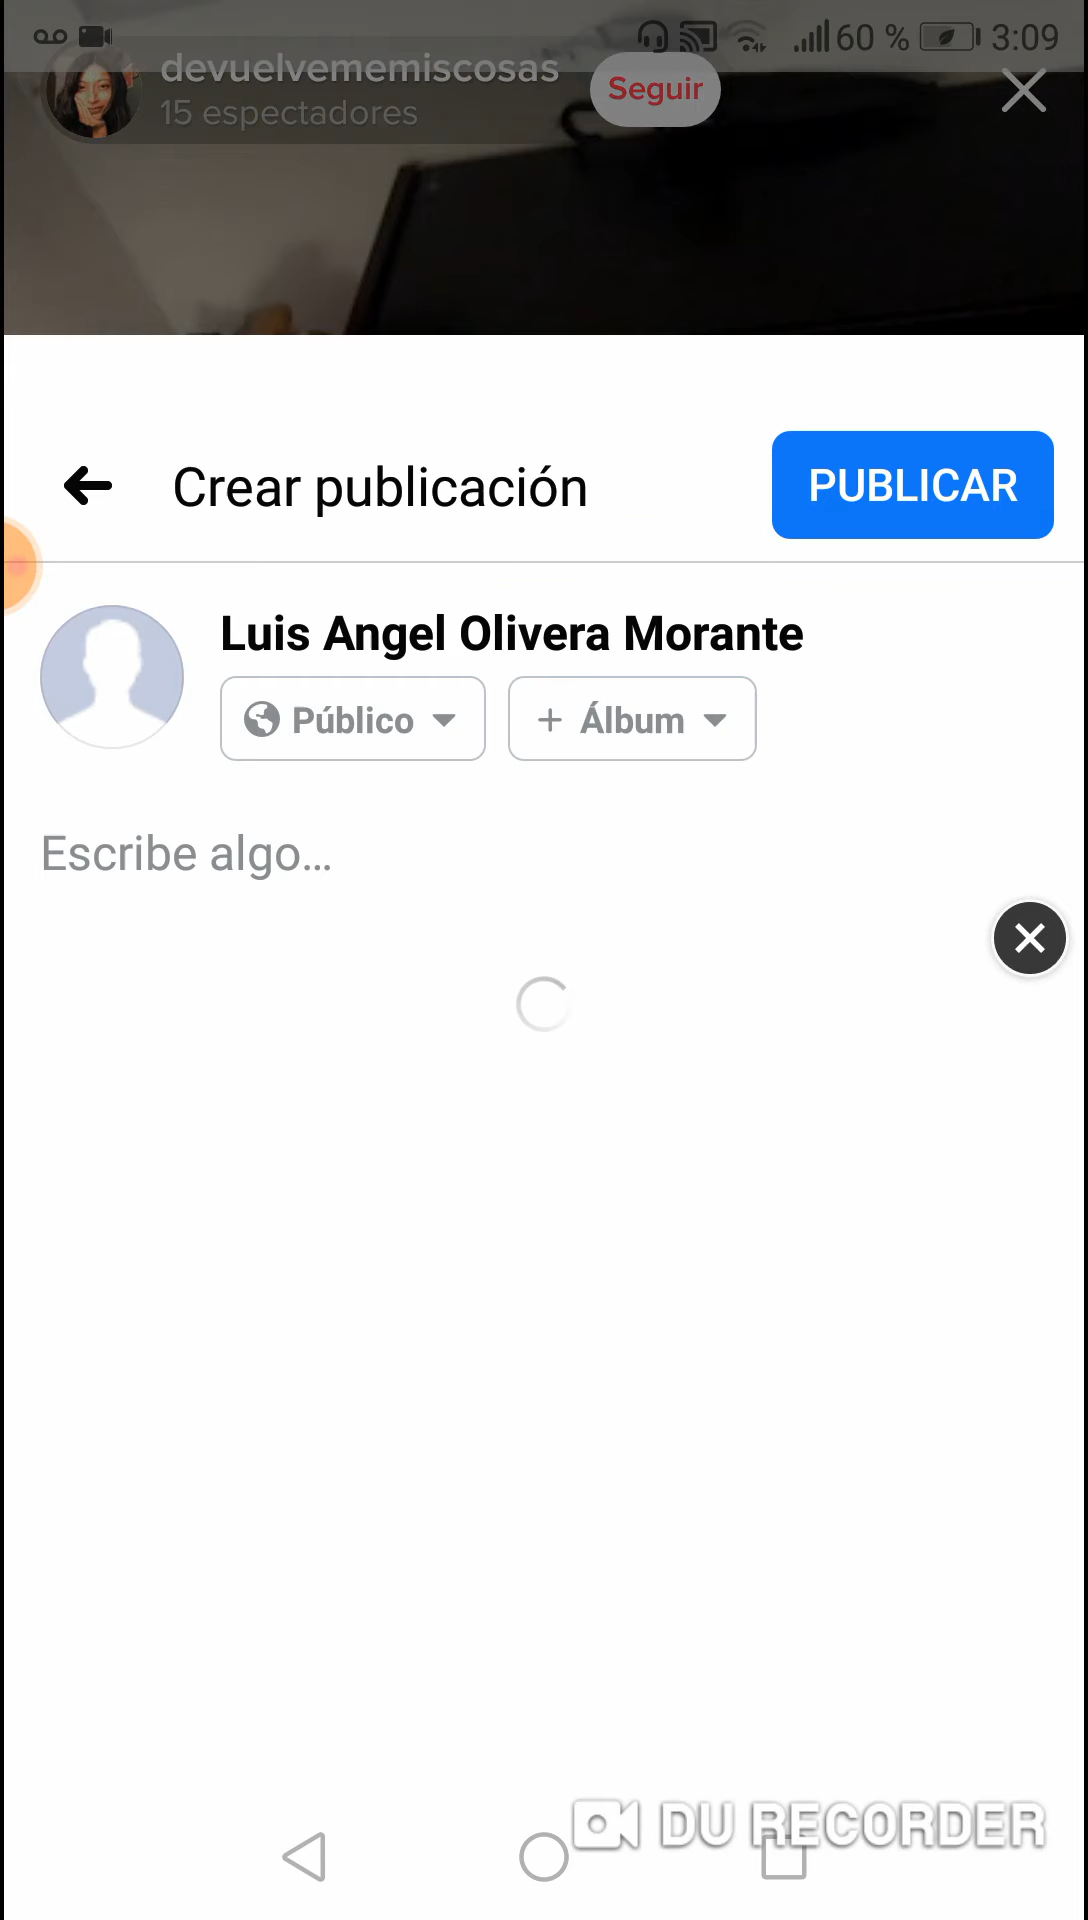 60 % 3:09
devuelvememiscosas
15 espectadores
Seguir
Crear publicación
PUBLICAR
Luis Angel Olivera Morante
Público
+ Álbum
Escribe algo...
DU RECORDER